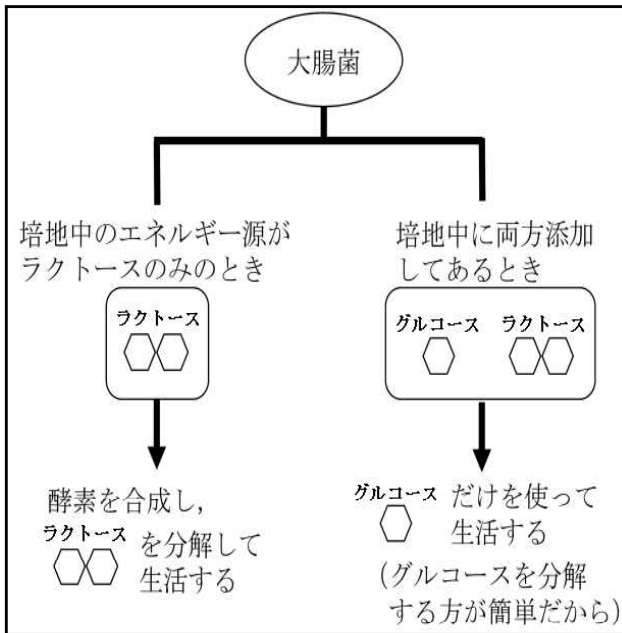 大腸菌
培地中のエネルギー源が
ラクトースのみのとき
ラクトース
酵素を合成し,
ラクトース
を分解して
生活する
培地中に両方添加
してあるとき
グルコース ラクトース
グルコース
だけを使って
生活する
(グルコースを分解
する方が簡単だから)